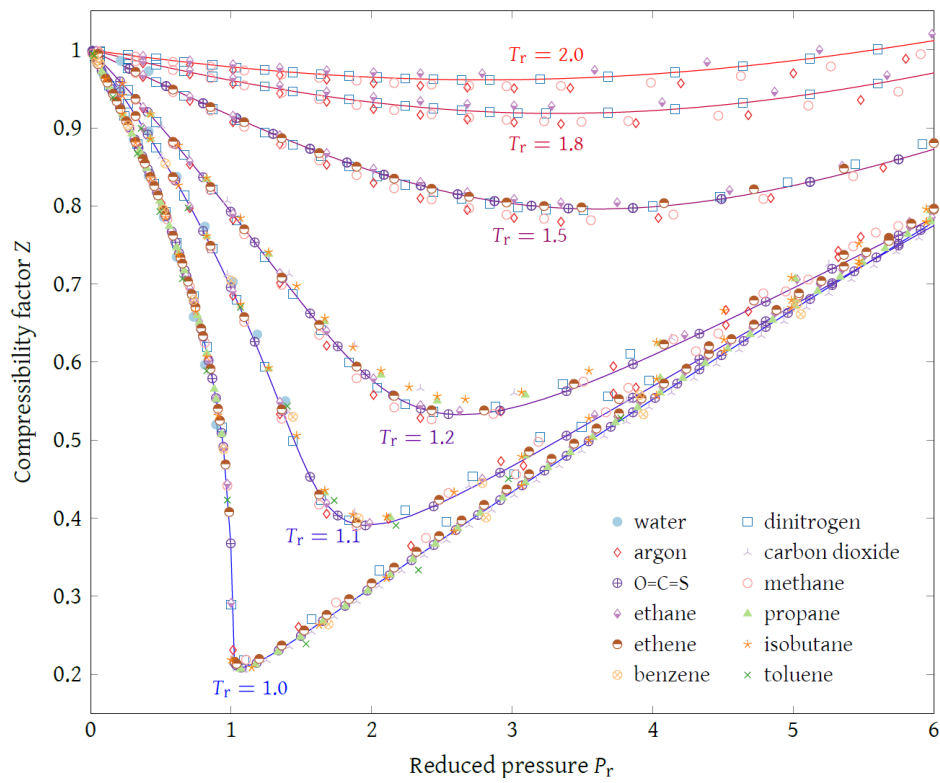 1
0.9
0.8
0.7
0.6
0.5
0.4
0.3
0.2
Compressibility factor Z
T_r = 2.0
T_r = 1.8
T_r = 1.5
T_r = 1.2
T_r = 1.1
T_r = 1.0
water
dinitrogen
argon
carbon dioxide
O=C=S
methane
ethane
propane
ethene
isobutane
benzene
toluene
0 1 2 3 4 5 6
Reduced pressure P_r